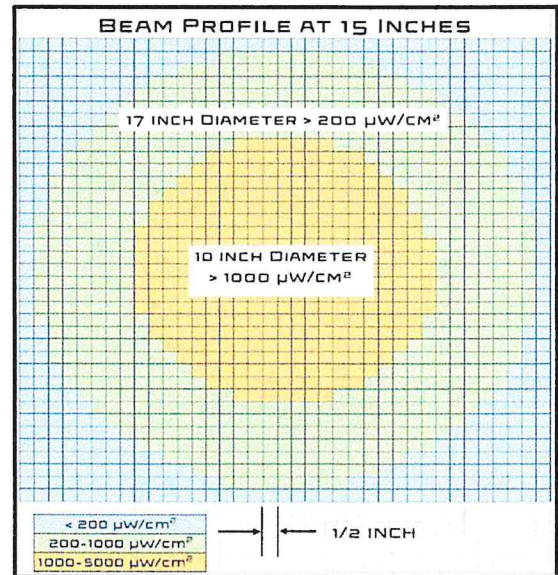 BEAM PROFILE AT 15 INCHES
17 INCH DIAMETER > 200 µW/CM²
10 INCH DIAMETER
> 1000 µW/CM²
< 200 µW/cm²
200-1000 µW/cm²
1000-5000 µW/cm²
1/2 INCH